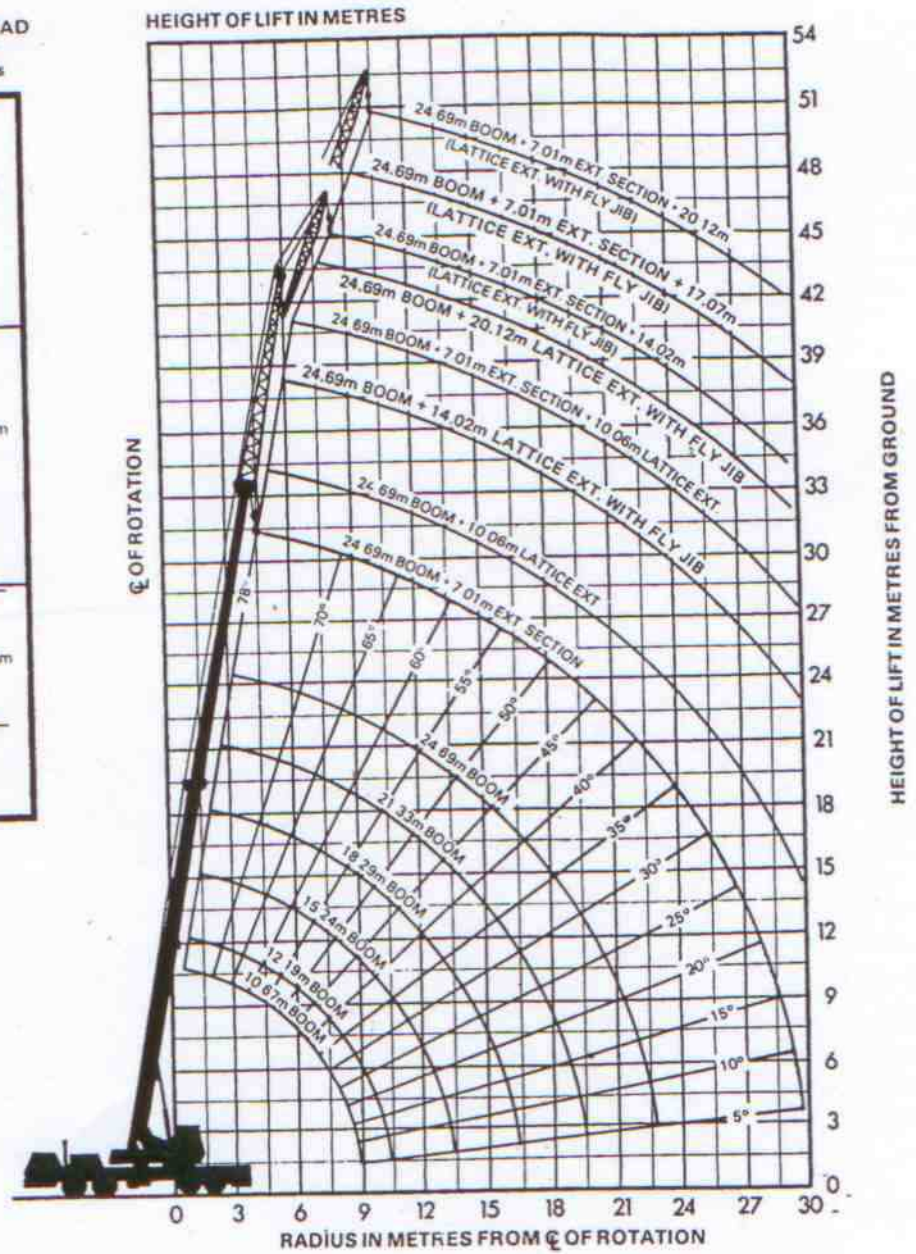 AD
s
m
m
HEIGHT OF LIFT IN METRES
54
51
48
45
42
39
36
33
30
27
24
21
18
15
12
9
6
3
0
24.69m BOOM + 7.01m EXT SECTION + 20.12m
(LATTICE EXT. WITH FLY JIB)
24.69m BOOM + 7.01m EXT. SECTION + 17.07m
(LATTICE EXT. WITH FLY JIB)
24.69m BOOM + 7.01m EXT SECTION + 14.02m
(LATTICE EXT. WITH FLY JIB)
24.69m BOOM + 20.12m LATTICE EXT. WITH FLY JIB
24.69m BOOM + 7.01m EXT. SECTION + 10.06m LATTICE EXT.
24.69m BOOM + 14.02m LATTICE EXT. WITH FLY JIB
24 69m BOOM + 10 06m LATTICE EXT
24 69m BOOM + 7 01m EXT SECTION
24 69m BOOM
21 33m BOOM
18 29m BOOM
15 24m BOOM
12 19m BOOM
10 67m BOOM
78°
70°
65°
60°
55°
50°
45°
40°
35°
30°
25°
20°
15°
10°
5°
℄ OF ROTATION
HEIGHT OF LIFT IN METRES FROM GROUND
0 3 6 9 12 15 18 21 24 27 30
RADIUS IN METRES FROM ℄ OF ROTATION